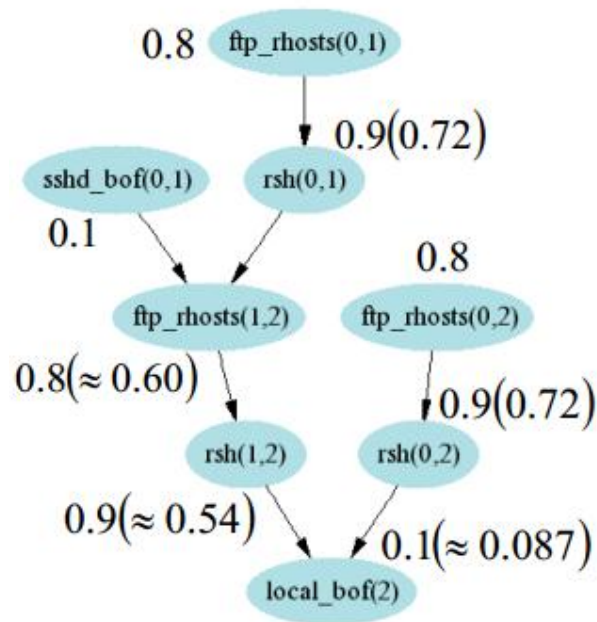 0.8
ftp_rhosts(0,1)
0.9(0.72)
sshd_bof(0,1)
rsh(0,1)
0.1
0.8
ftp_rhosts(1,2)
ftp_rhosts(0,2)
0.8(≈ 0.60)
0.9(0.72)
rsh(1,2)
rsh(0,2)
0.9(≈ 0.54)
0.1(≈ 0.087)
local_bof(2)